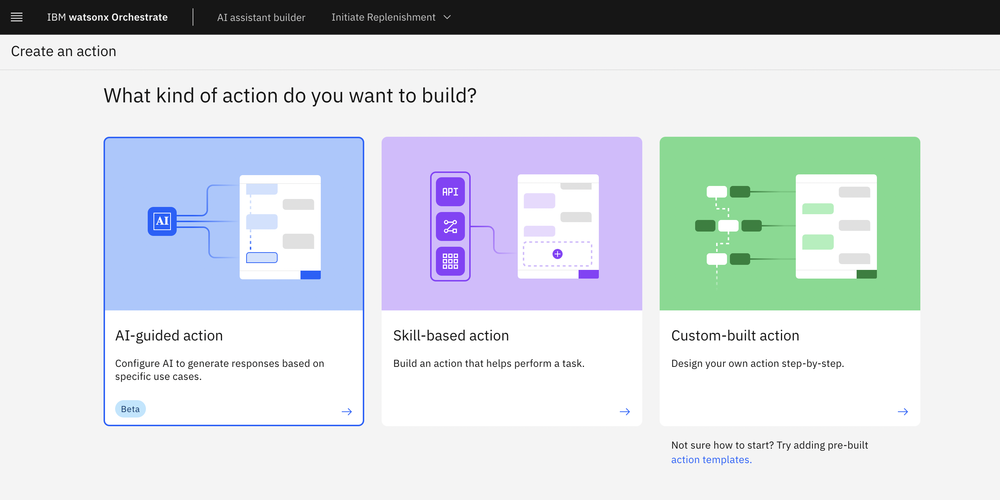 IBM watsonx Orchestrate
AI assistant builder
Initiate Replenishment
Create an action
What kind of action do you want to build?
AI
API
AI-guided action
Configure AI to generate responses based on
specific use cases.
Beta
Skill-based action
Build an action that helps perform a task.
Custom-built action
Design your own action step-by-step.
Not sure how to start? Try adding pre-built
action templates.